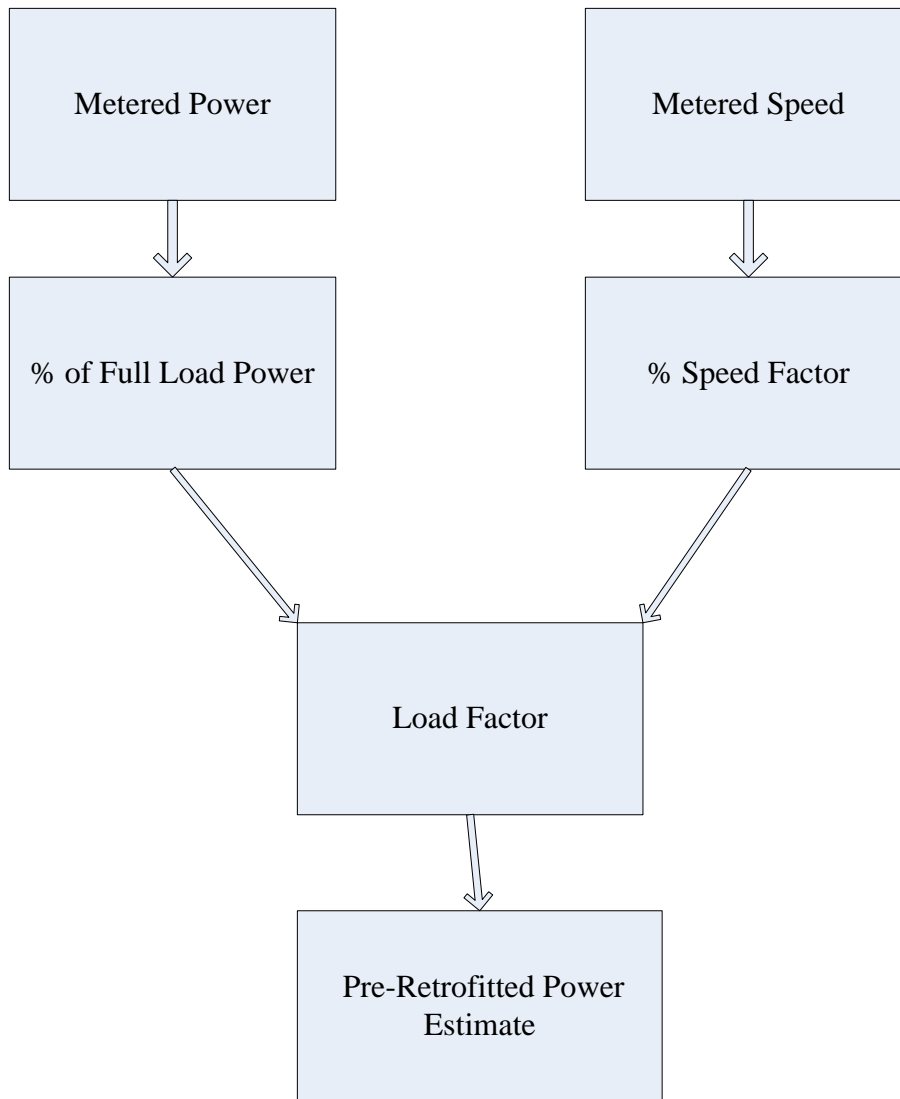 Metered Power
Metered Speed
% of Full Load Power
% Speed Factor
Load Factor
Pre-Retrofitted Power
Estimate